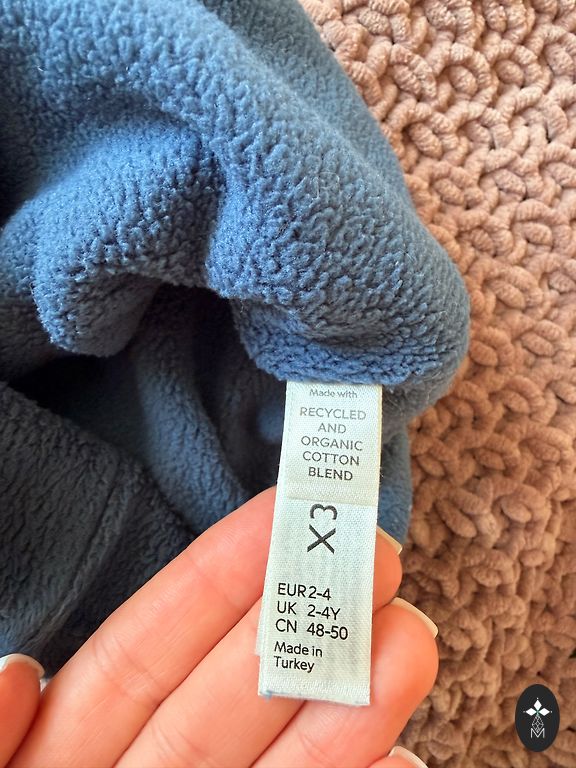 Made with
RECYCLED
AND
ORGANIC
COTTON
BLEND
X3
EUR 2-4
UK 2-4Y
CN 48-50
Made in
Turkey
M